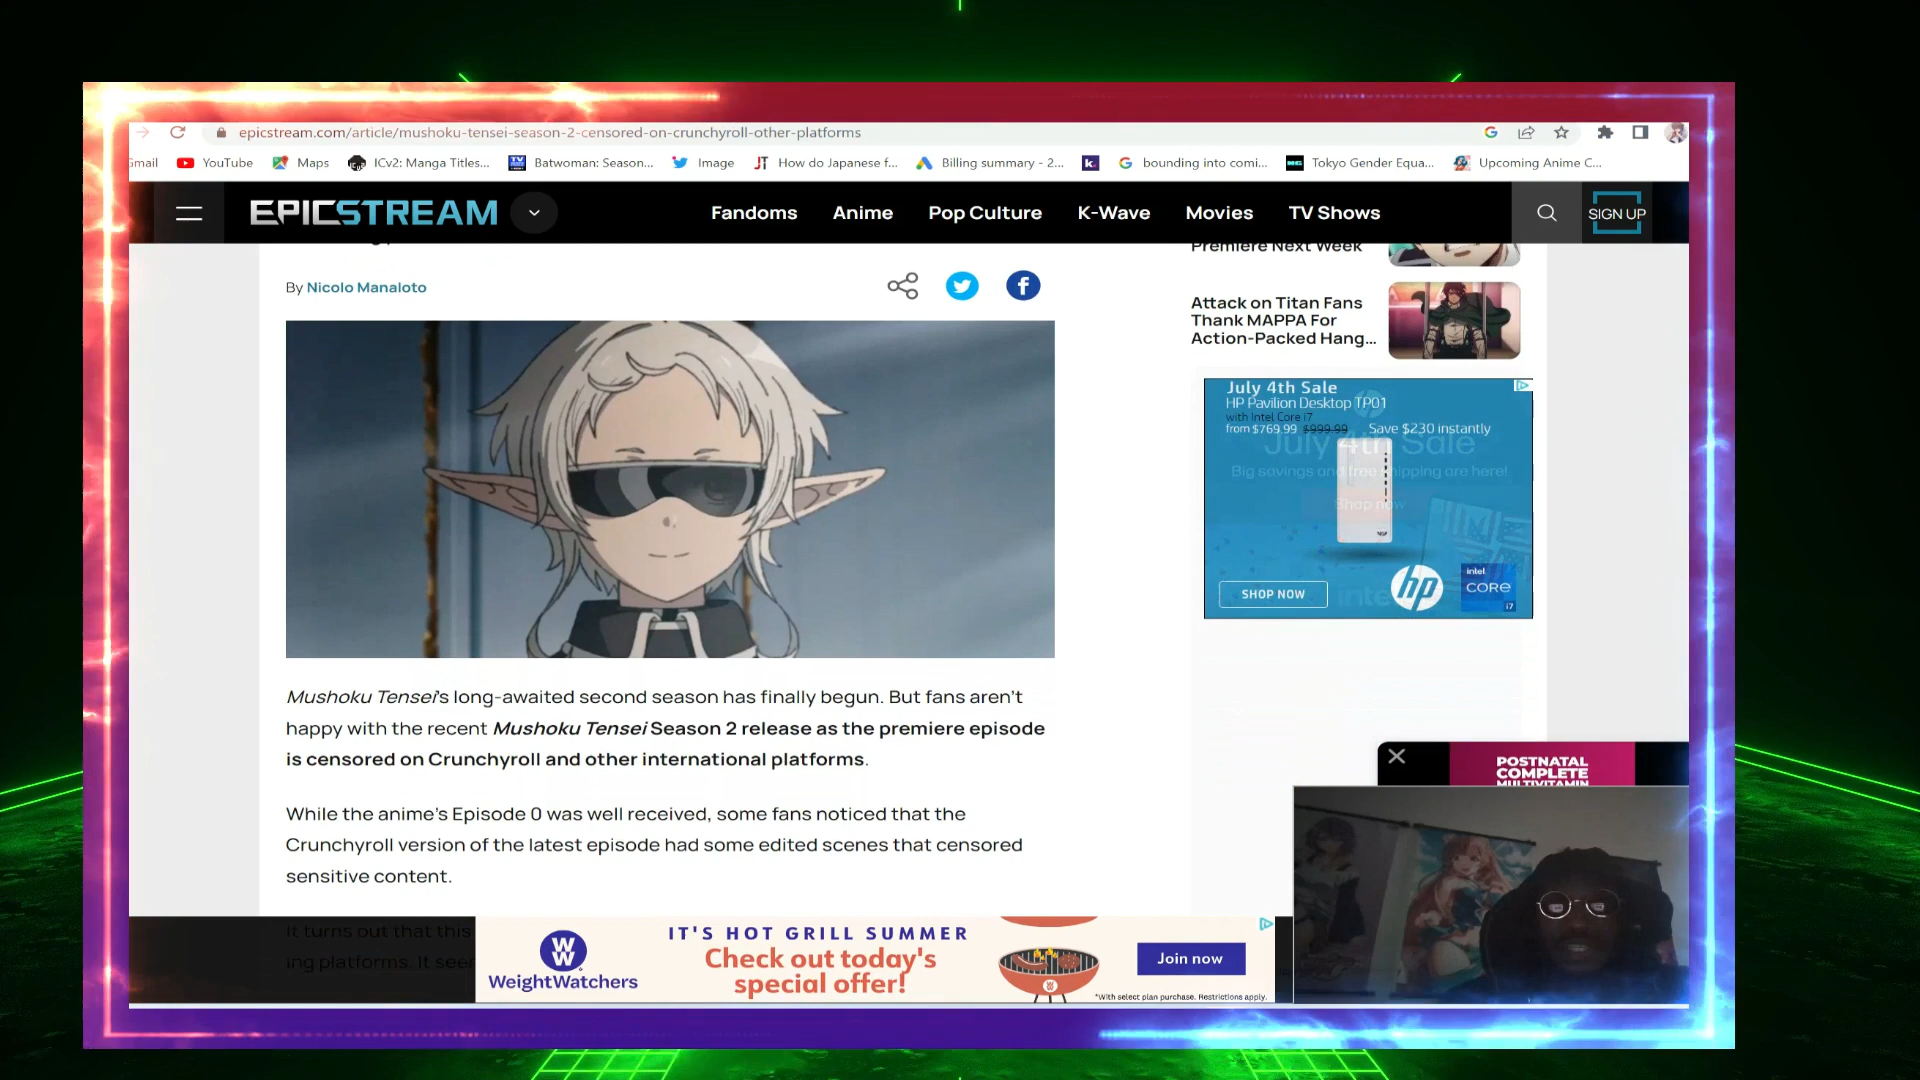 epicstream.com/article/mushoku-tensei-season-2-censored-on-crunchyroll-other-platforms
Gmail YouTube Maps ICv2: Manga Titles... Batwoman: Season... Image How do Japanese f... Billing summary - 2... bounding into comi... Tokyo Gender Equa... Upcoming Anime C...
EPICSTREAM Fandoms Anime Pop Culture K-Wave Movies TV Shows SIGN UP
Premiere Next Week
By Nicolo Manaloto
Attack on Titan Fans
Thank MAPPA For
Action-Packed Hang...
July 4th Sale
HP Pavilion Desktop TP01
with Intel Core i7
from $769.99 $999.99 Save $230 instantly
July 4th Sale
Big savings and free shipping are here!
Shop now
SHOP NOW
hp
intel
CORE
i7
Mushoku Tensei's long-awaited second season has finally begun. But fans aren't
happy with the recent Mushoku Tensei Season 2 release as the premiere episode
is censored on Crunchyroll and other international platforms.
While the anime's Episode 0 was well received, some fans noticed that the
Crunchyroll version of the latest episode had some edited scenes that censored
sensitive content.
POSTNATAL
COMPLETE
MULTIVITAMIN
It turns out that this
ing platforms. It seem
W
W
WeightWatchers
IT'S HOT GRILL SUMMER
Check out today's
special offer!
Join now
*With select plan purchase. Restrictions apply.